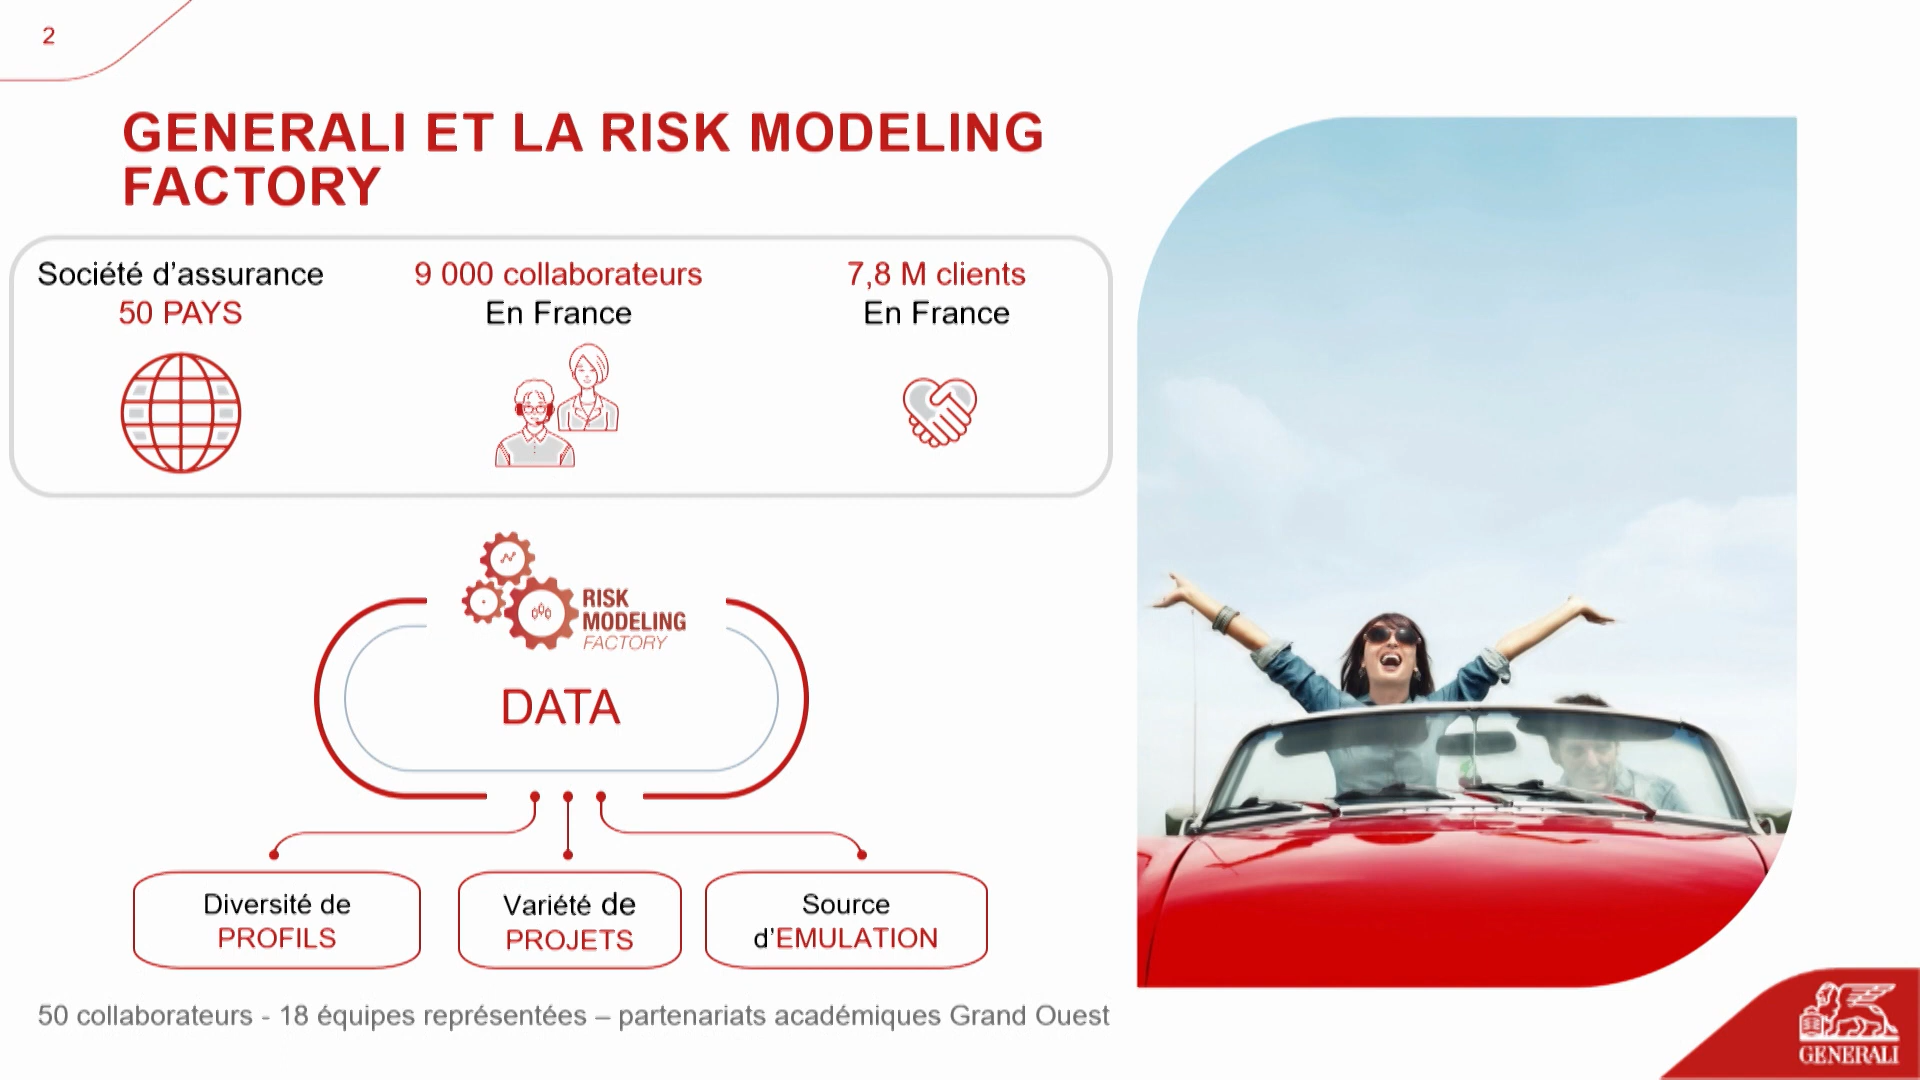 2
GENERALI ET LA RISK MODELING
FACTORY
Société d’assurance
50 PAYS
9 000 collaborateurs
En France
7,8 M clients
En France
RISK
MODELING
FACTORY
DATA
Diversité de
PROFILS
Variété de
PROJETS
Source
d’EMULATION
50 collaborateurs - 18 équipes représentées – partenariats académiques Grand Ouest
GENERALI